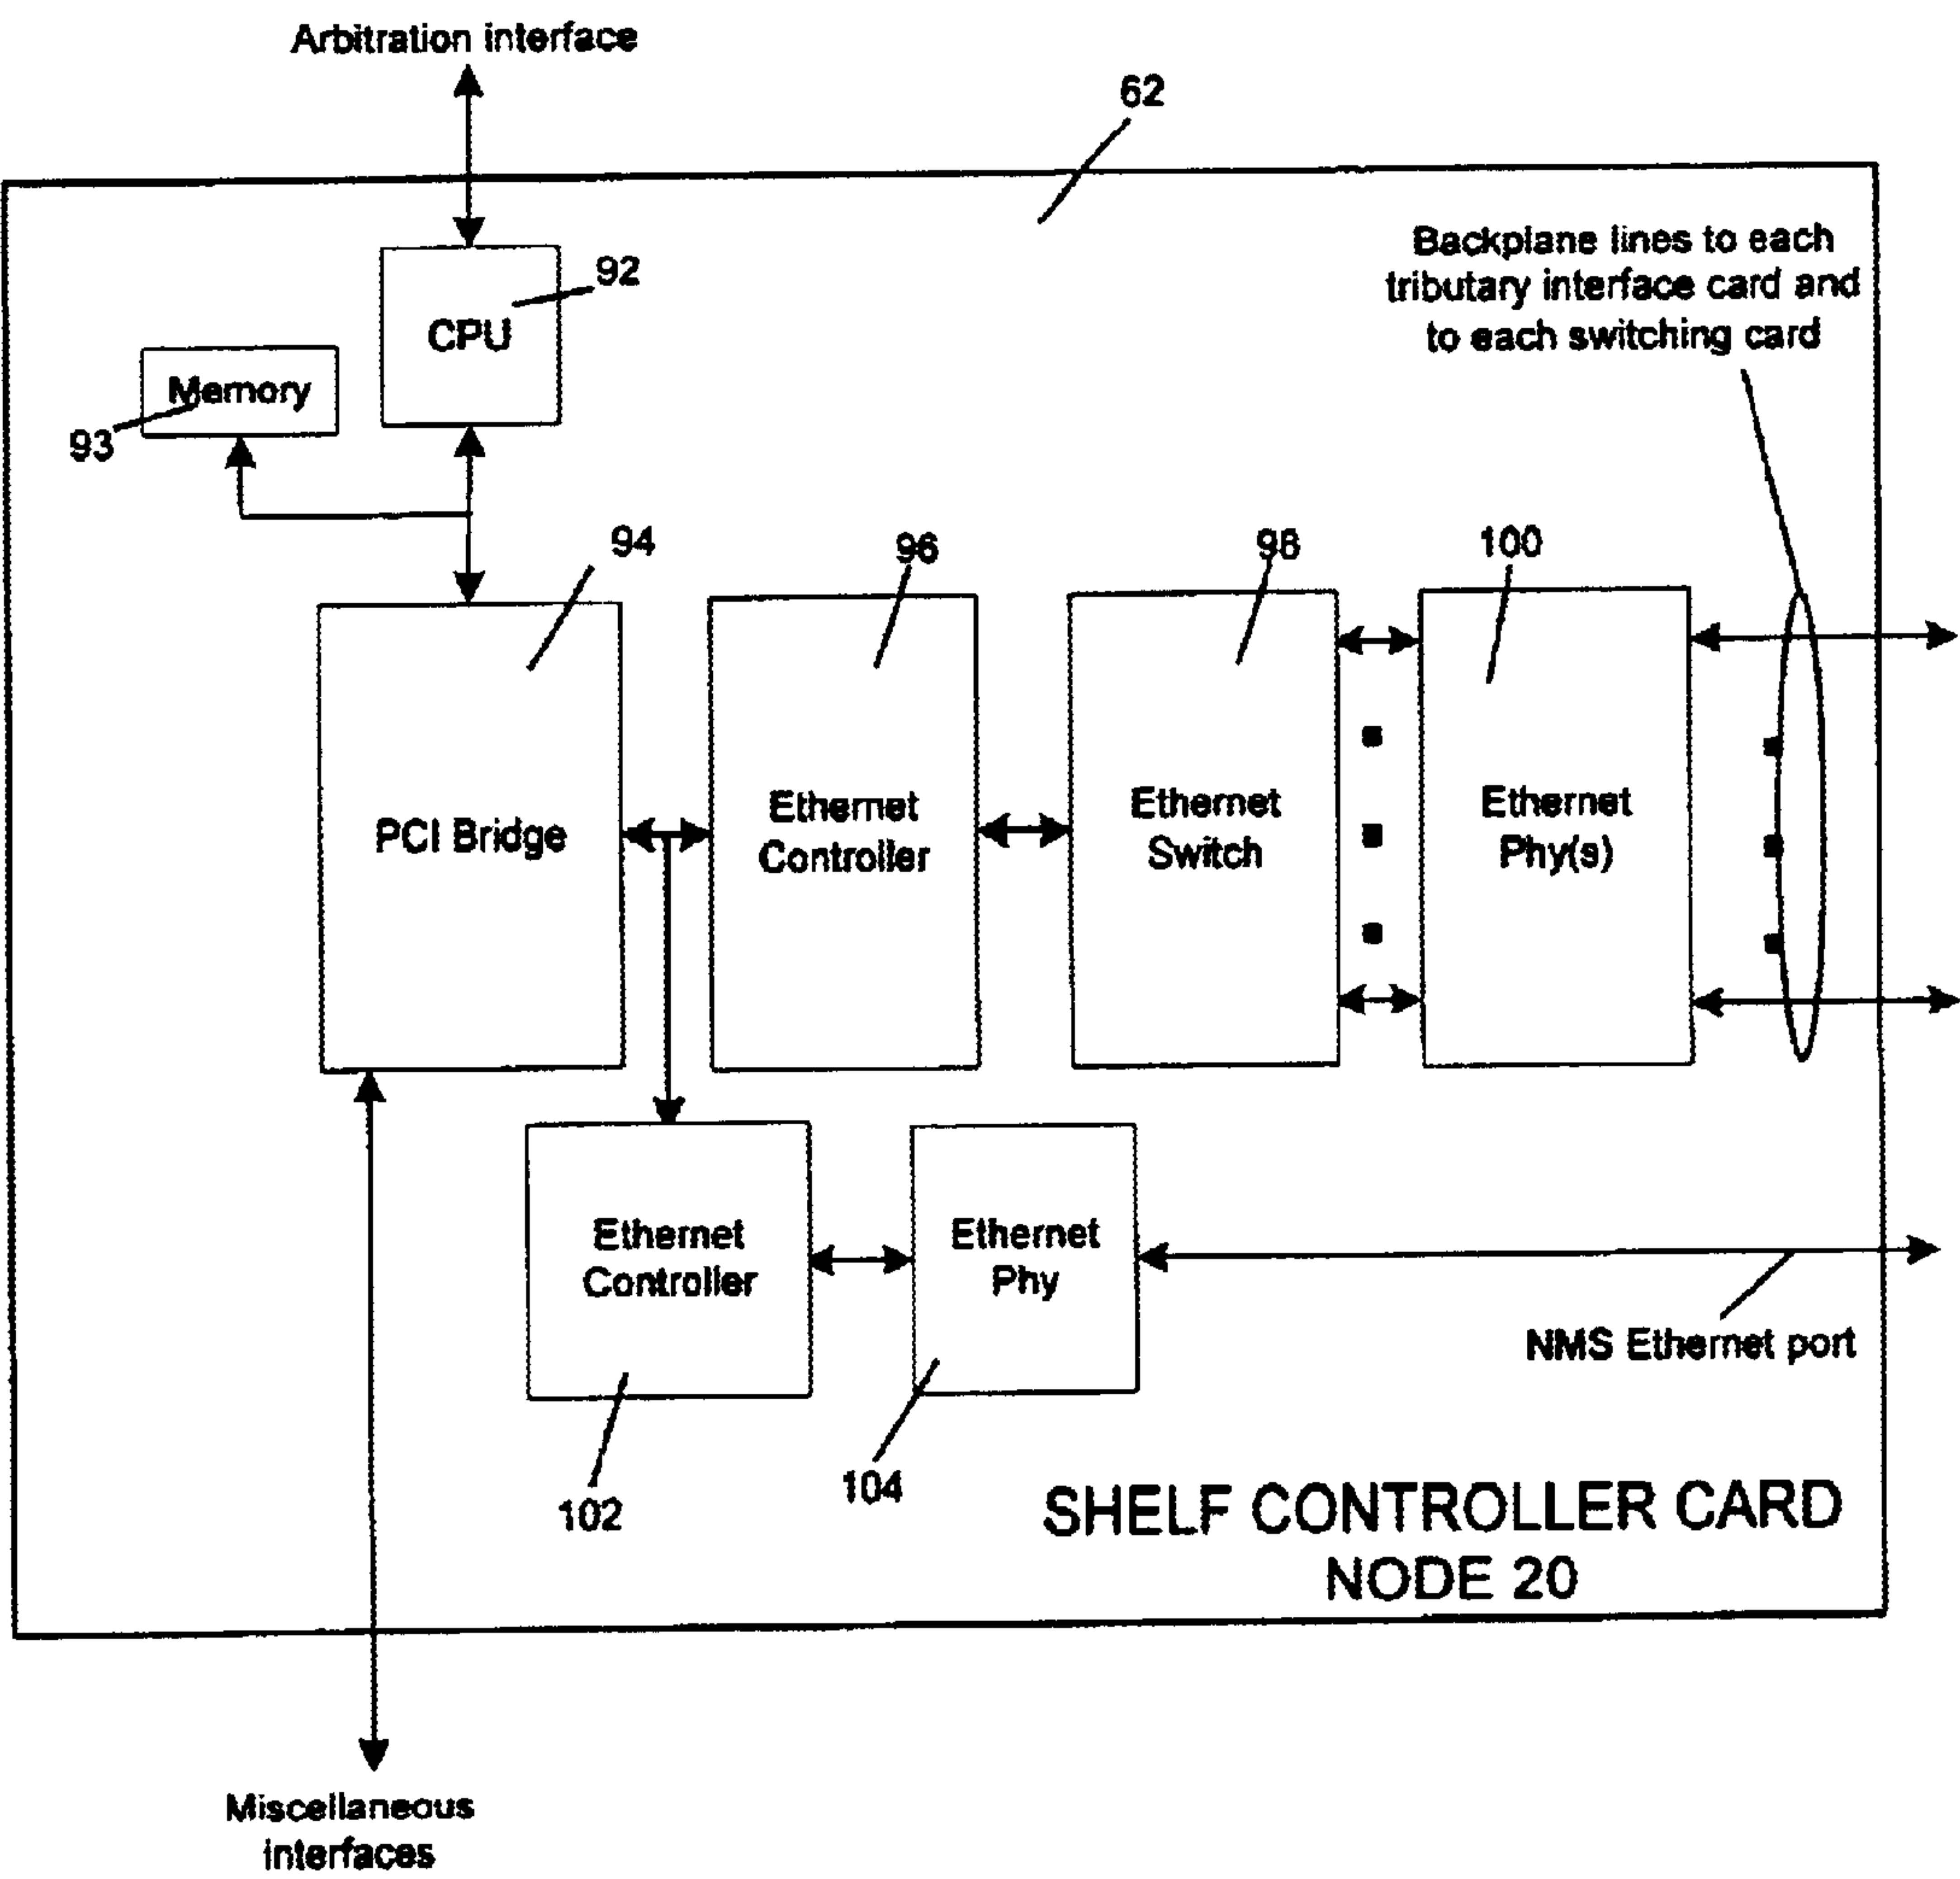 Arbitration interface
62
Backplane lines to each
tributary interface card and
to each switching card
92
CPU
Memory
93
94
96
98
100
PCI Bridge
Ethernet
Controller
Ethernet
Switch
Ethernet
Phy(s)
Ethernet
Controller
Ethernet
Phy
NMS Ethernet port
102
104
SHELF CONTROLLER CARD
NODE 20
Miscellaneous
interfaces